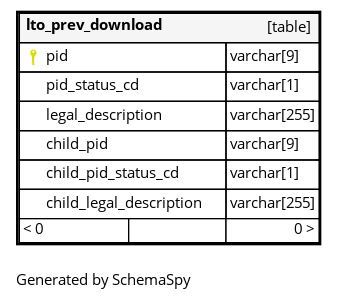 lto_prev_download [table]
pid varchar[9]
pid_status_cd varchar[1]
legal_description varchar[255]
child_pid varchar[9]
child_pid_status_cd varchar[1]
child_legal_description varchar[255]
< 0 0 >
Generated by SchemaSpy